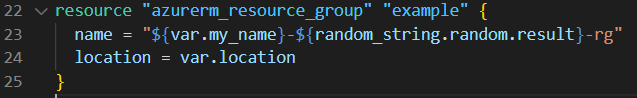 22 resource "azurerm_resource_group" "example" {
23 name = "${var.my_name}-${random_string.random.result}-rg"
24 location = var.location
25 }